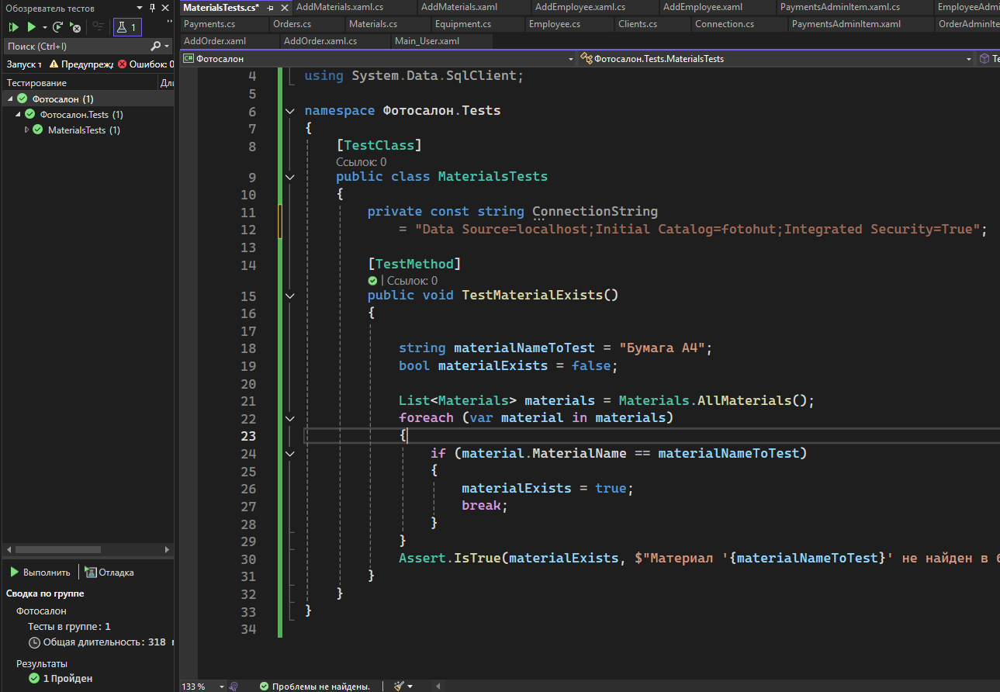 Обозреватель тестов
1
Поиск (Ctrl+I)
Запуск т Предупрежд Ошибок: 0
Тестирование Дли
Фотосалон (1)
Фотосалон.Tests (1)
MaterialsTests (1)
Выполнить Отладка
Сводка по группе
Фотосалон
Тесты в группе: 1
Общая длительность: 318
Результаты
1 Пройден
MaterialsTests.cs* AddMaterials.xaml.cs AddMaterials.xaml AddEmployee.xaml.cs AddEmployee.xaml PaymentsAdminItem.xaml.cs EmployeeAdmi
Payments.cs Orders.cs Materials.cs Equipment.cs Employee.cs Clients.cs Connection.cs PaymentsAdminItem.xaml OrderAdminIte
AddOrder.xaml AddOrder.xaml.cs Main_User.xaml
C# Фотосалон Фотосалон.Tests.MaterialsTests Te
4 using System.Data.SqlClient;
5
6 namespace Фотосалон.Tests
7 {
8 [TestClass]
Ссылок: 0
9 public class MaterialsTests
10 {
11 private const string ConnectionString
12 = "Data Source=localhost;Initial Catalog=fotohut;Integrated Security=True";
13
14 [TestMethod]
| Ссылок: 0
15 public void TestMaterialExists()
16 {
17
18 string materialNameToTest = "Бумага A4";
19 bool materialExists = false;
20
21 List<Materials> materials = Materials.AllMaterials();
22 foreach (var material in materials)
23 {
24 if (material.MaterialName == materialNameToTest)
25 {
26 materialExists = true;
27 break;
28 }
29 }
30 Assert.IsTrue(materialExists, $"Материал '{materialNameToTest}' не найден в б
31 }
32 }
33 }
34
133 % Проблемы не найдены.